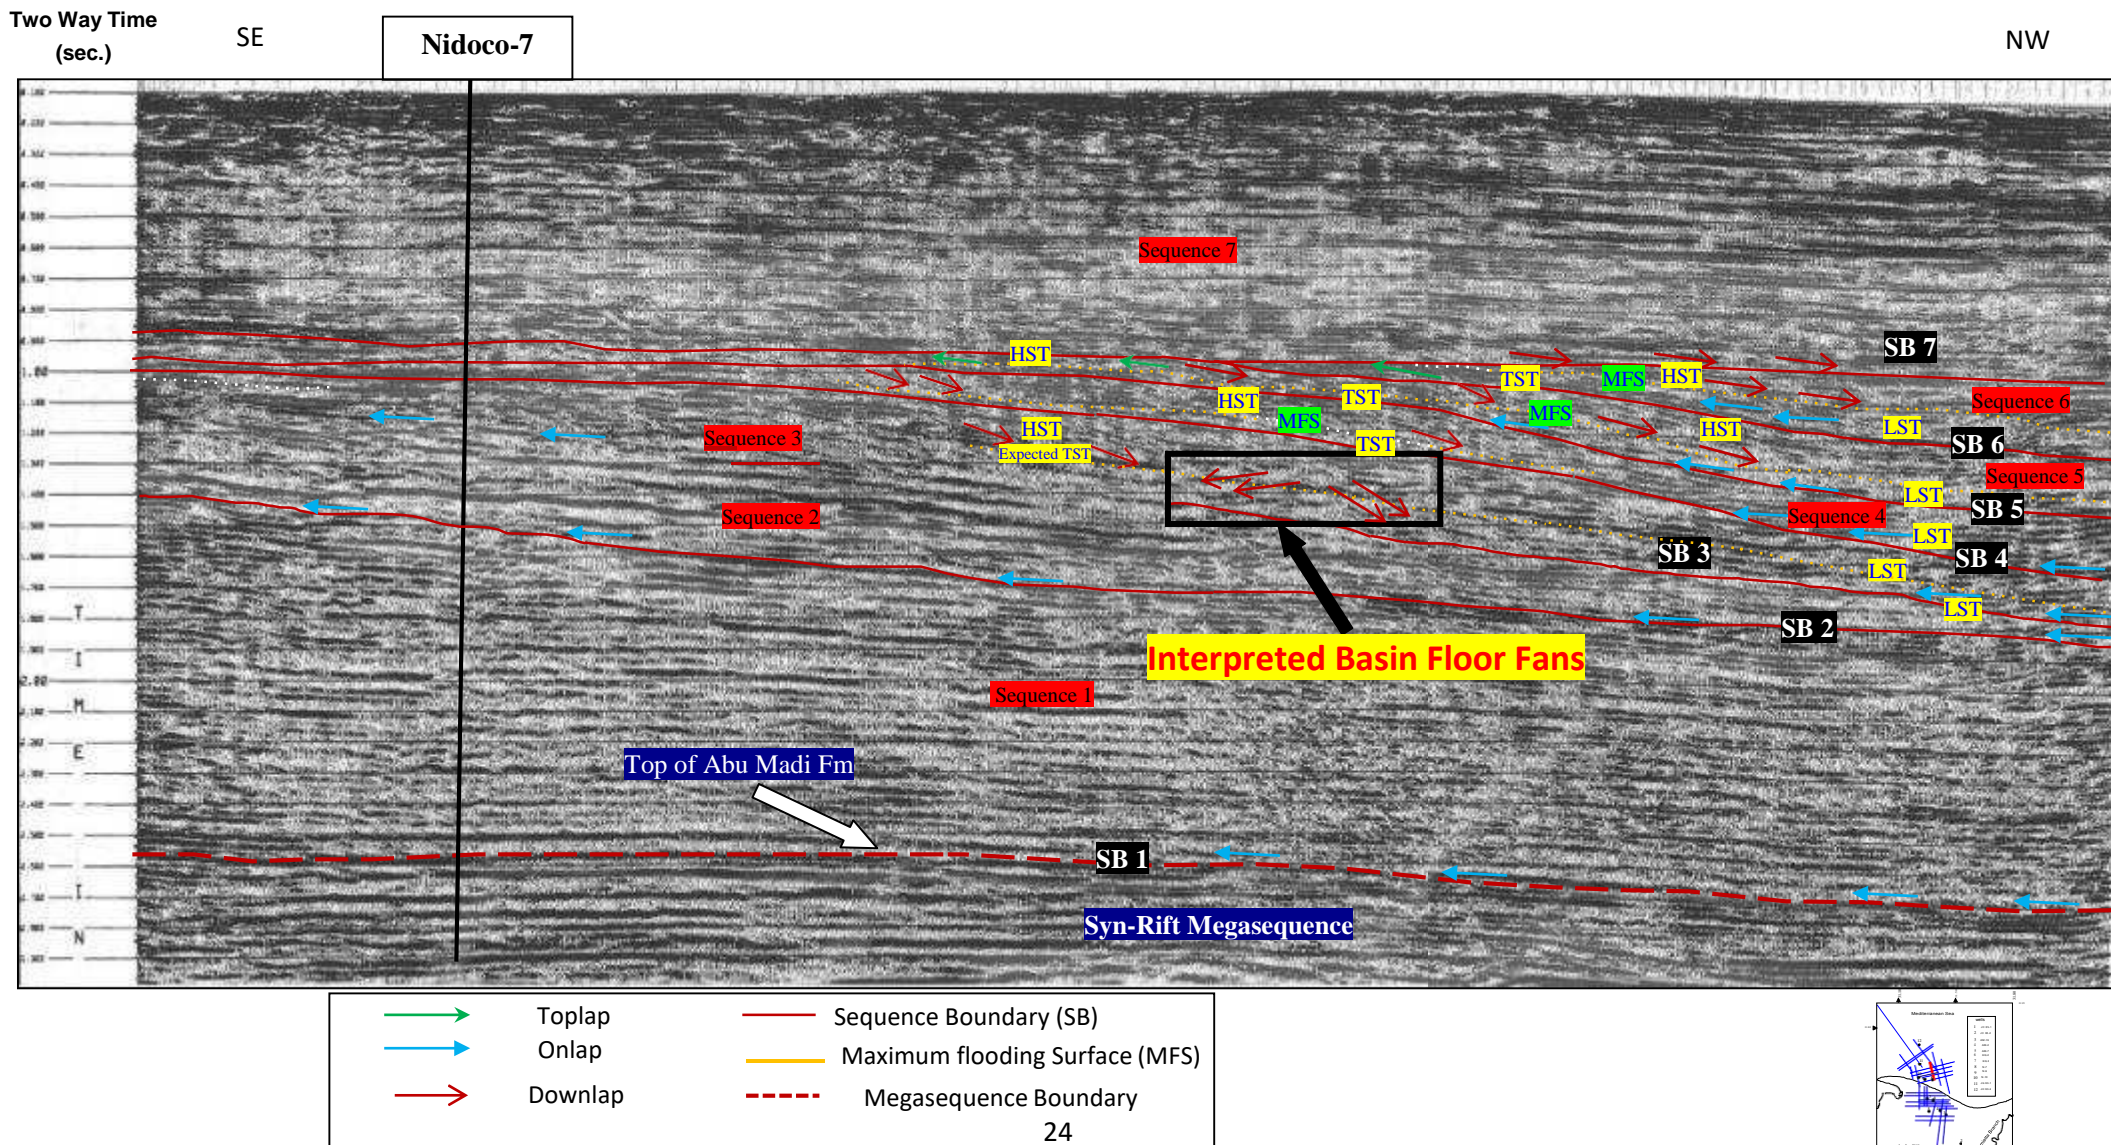 Two Way Time
(sec.)
SE
Nidoco-7
NW
Sequence 7
SB 7
HST
TST
MFS
HST
HST
TST
Sequence 6
MFS
LST
HST
MFS
HST
SB 6
Sequence 3
TST
Expected TST
Sequence 5
LST
SB 5
Sequence 2
Sequence 4
LST
SB 3
SB 4
LST
LST
SB 2
Interpreted Basin Floor Fans
Sequence 1
Top of Abu Madi Fm
SB 1
Syn-Rift Megasequence
T
I
M
E
I
N
Toplap
Sequence Boundary (SB)
Onlap
Maximum flooding Surface (MFS)
Downlap
Megasequence Boundary
24
Mediterranean Sea